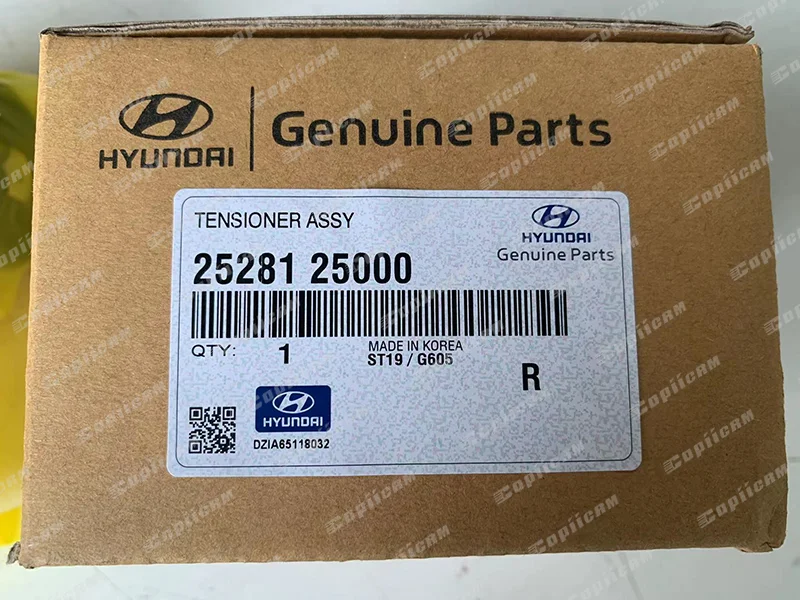 HYUNDAI
Genuine Parts
TENSIONER ASSY
HYUNDAI
Genuine Parts
25281 25000
QTY: 1
MADE IN KOREA
ST19 / G605
R
HYUNDAI
DZIA65118032
Copiicam